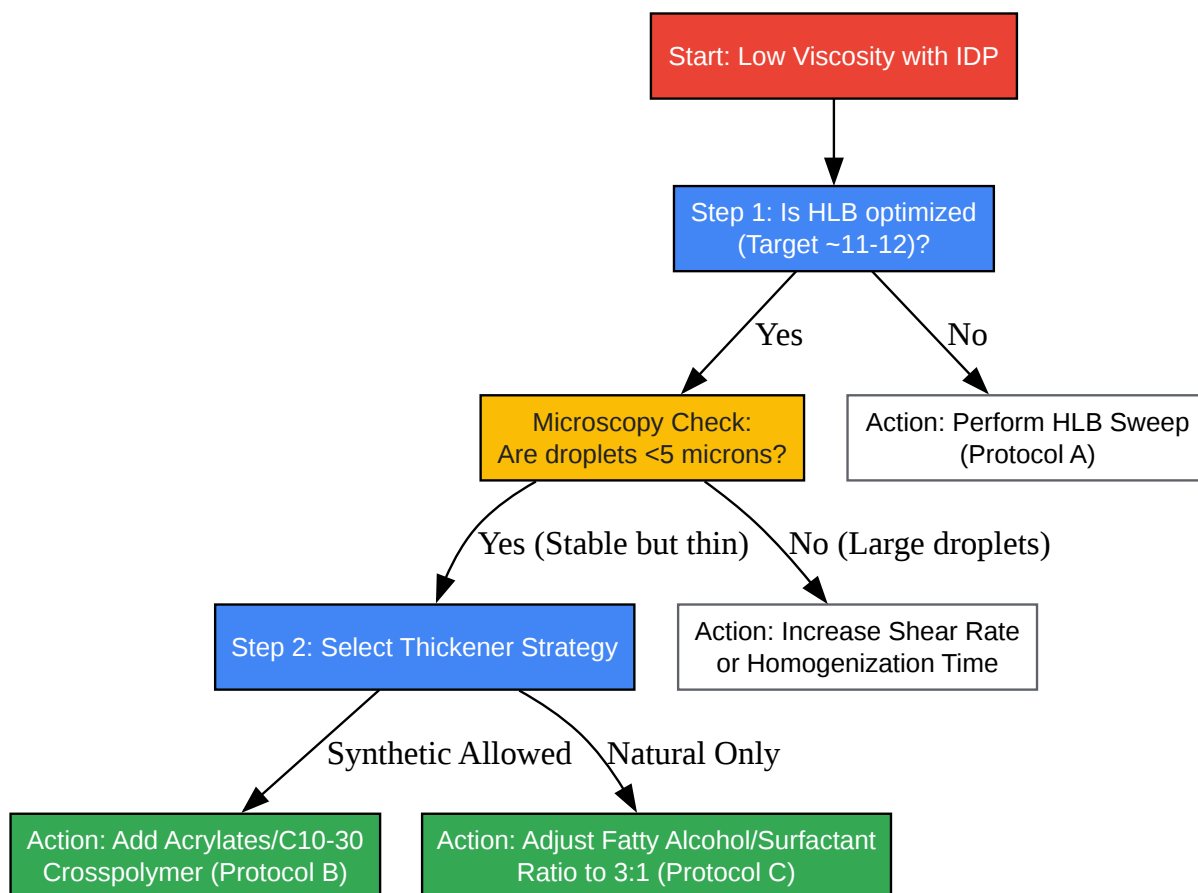 Start: Low Viscosity with IDP
Step 1: Is HLB optimized
(Target ~11-12)?
Yes
No
Microscopy Check:
Are droplets <5 microns?
Action: Perform HLB Sweep
(Protocol A)
Yes (Stable but thin)
No (Large droplets)
Step 2: Select Thickener Strategy
Action: Increase Shear Rate
or Homogenization Time
Synthetic Allowed
Natural Only
Action: Add Acrylates/C10-30
Crosspolymer (Protocol B)
Action: Adjust Fatty Alcohol/Surfactant
Ratio to 3:1 (Protocol C)